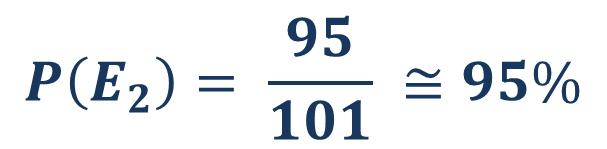 P(E₂) = 95/101 ≅ 95%